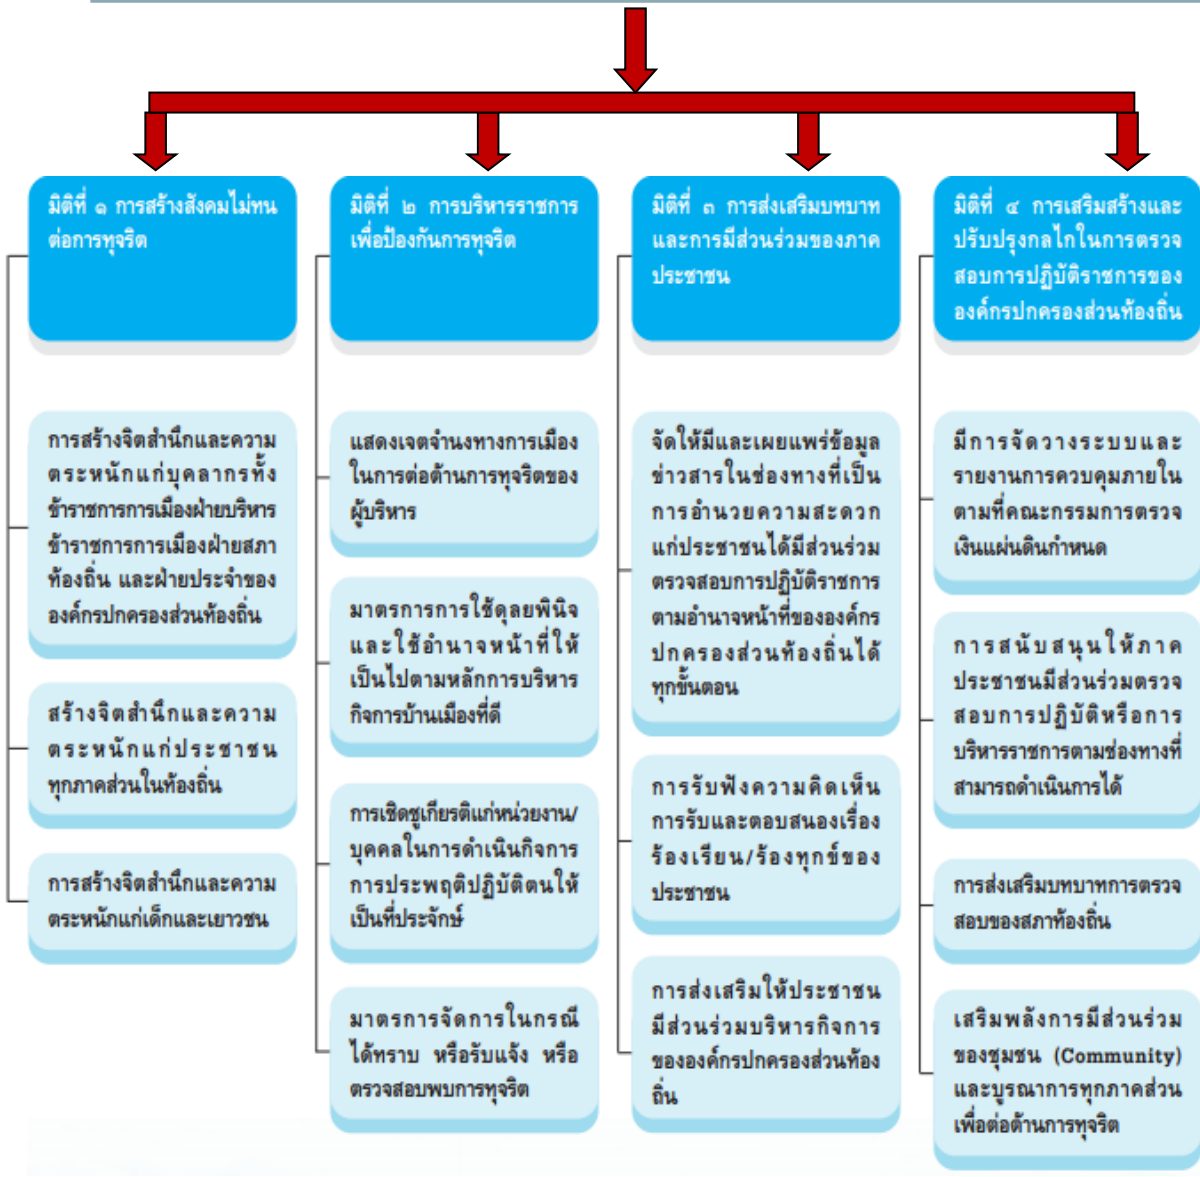 มิติที่ ๑ การสร้างสังคมไม่ทน
ต่อการทุจริต
การสร้างจิตสำนึกและความ
ตระหนักแก่บุคลากรทั้ง
ข้าราชการการเมืองฝ่ายบริหาร
ข้าราชการการเมืองฝ่ายสภา
ท้องถิ่น และฝ่ายประจำของ
องค์กรปกครองส่วนท้องถิ่น
สร้างจิตสำนึกและความ
ตระหนักแก่ประชาชน
ทุกภาคส่วนในท้องถิ่น
การสร้างจิตสำนึกและความ
ตระหนักแก่เด็กและเยาวชน
มิติที่ ๒ การบริหารราชการ
เพื่อป้องกันการทุจริต
แสดงเจตจำนงทางการเมือง
ในการต่อต้านการทุจริตของ
ผู้บริหาร
มาตรการการใช้ดุลยพินิจ
และใช้อำนาจหน้าที่ให้
เป็นไปตามหลักการบริหาร
กิจการบ้านเมืองที่ดี
การเชิดชูเกียรติแก่หน่วยงาน/
บุคคลในการดำเนินกิจการ
การประพฤติปฏิบัติตนให้
เป็นที่ประจักษ์
มาตรการจัดการในกรณี
ได้ทราบ หรือรับแจ้ง หรือ
ตรวจสอบพบการทุจริต
มิติที่ ๓ การส่งเสริมบทบาท
และการมีส่วนร่วมของภาค
ประชาชน
จัดให้มีและเผยแพร่ข้อมูล
ข่าวสารในช่องทางที่เป็น
การอำนวยความสะดวก
แก่ประชาชนได้มีส่วนร่วม
ตรวจสอบการปฏิบัติราชการ
ตามอำนาจหน้าที่ขององค์กร
ปกครองส่วนท้องถิ่นได้
ทุกขั้นตอน
การรับฟังความคิดเห็น
การรับและตอบสนองเรื่อง
ร้องเรียน/ร้องทุกข์ของ
ประชาชน
การส่งเสริมให้ประชาชน
มีส่วนร่วมบริหารกิจการ
ขององค์กรปกครองส่วนท้อง
ถิ่น
มิติที่ ๔ การเสริมสร้างและ
ปรับปรุงกลไกในการตรวจ
สอบการปฏิบัติราชการของ
องค์กรปกครองส่วนท้องถิ่น
มีการจัดวางระบบและ
รายงานการควบคุมภายใน
ตามที่คณะกรรมการตรวจ
เงินแผ่นดินกำหนด
การสนับสนุนให้ภาค
ประชาชนมีส่วนร่วมตรวจ
สอบการปฏิบัติหรือการ
บริหารราชการตามช่องทางที่
สามารถดำเนินการได้
การส่งเสริมบทบาทการตรวจ
สอบของสภาท้องถิ่น
เสริมพลังการมีส่วนร่วม
ของชุมชน (Community)
และบูรณาการทุกภาคส่วน
เพื่อต่อต้านการทุจริต